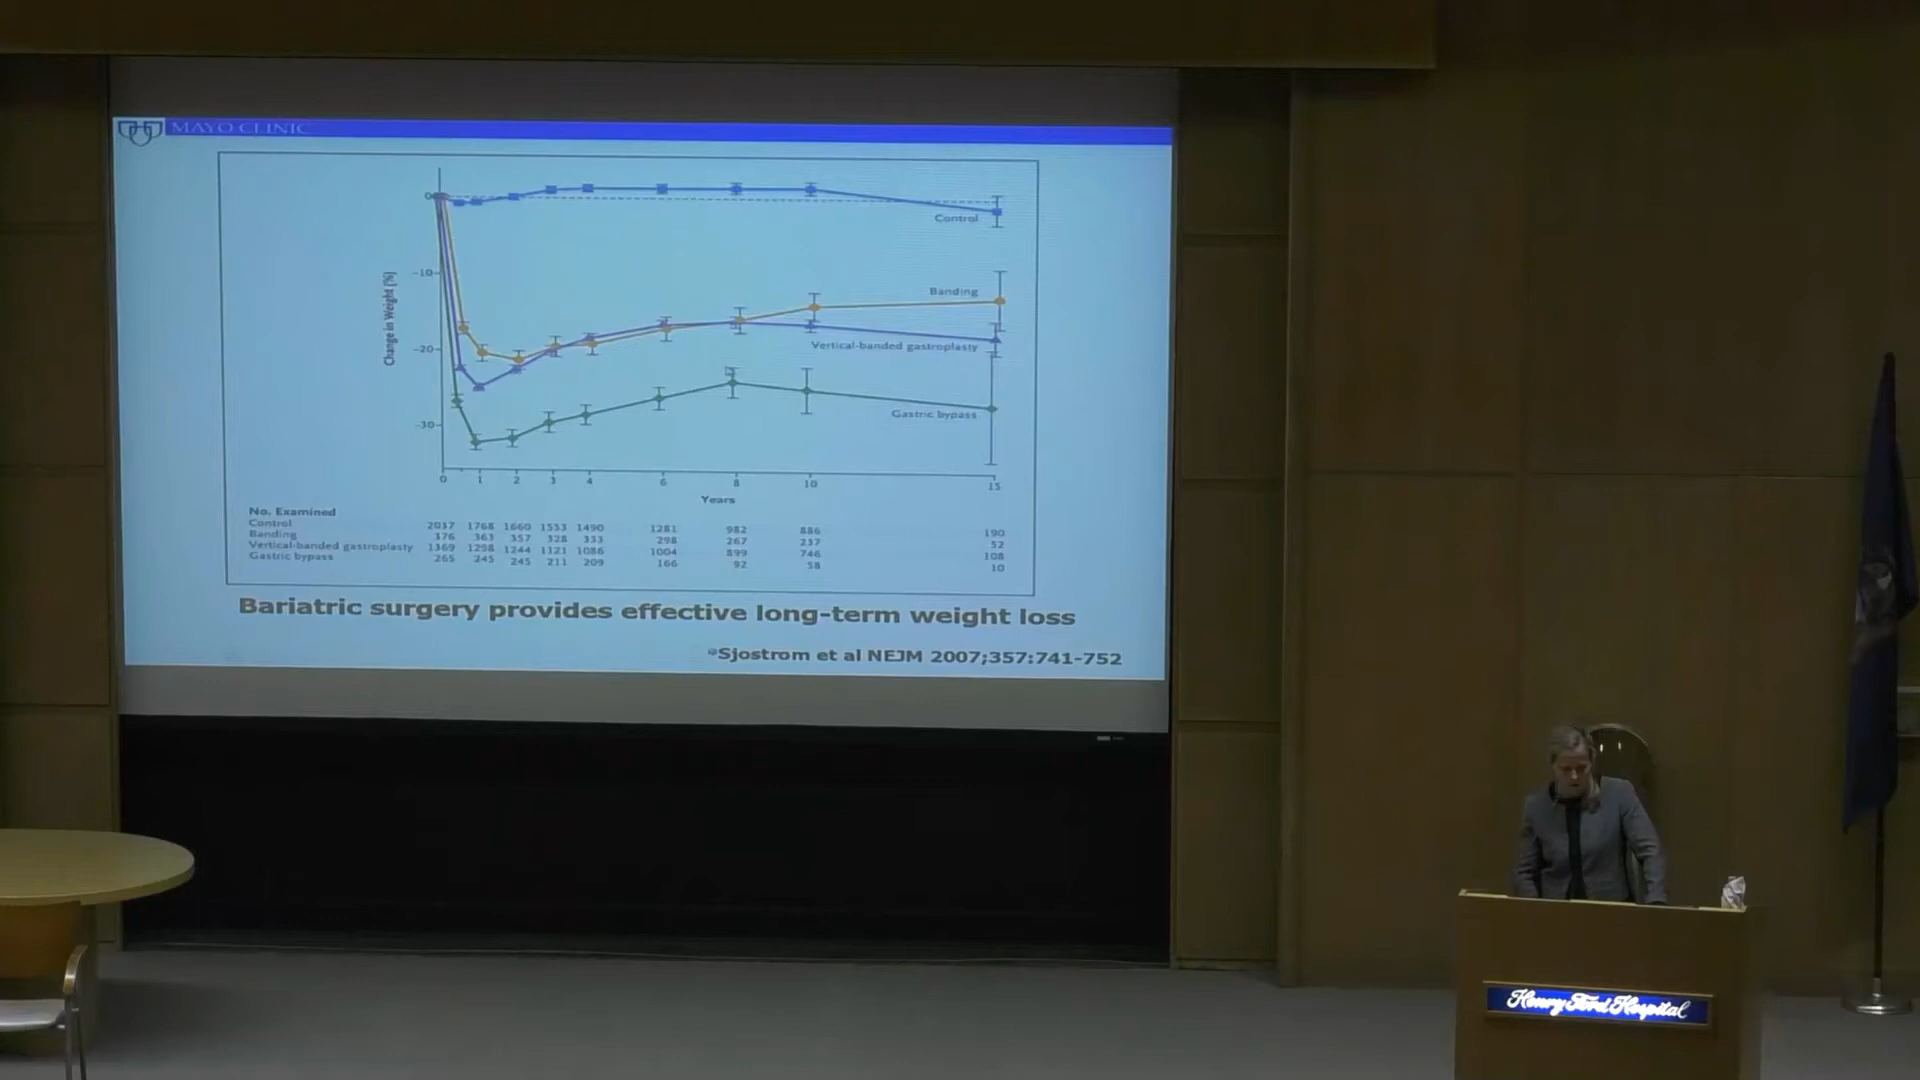 MAYO CLINIC
0
Control
-10
Banding
Change in Weight (%)
-20
Vertical-banded gastroplasty
Gastric bypass
-30
0 1 2 3 4 6 8 10 15
Years
No. Examined
Control 2037 1768 1660 1553 1490 1281 982 886 190
Banding 376 363 357 328 333 298 267 237 52
Vertical-banded gastroplasty 1369 1298 1244 1121 1086 1004 899 746 108
Gastric bypass 265 245 245 211 209 166 92 58 10
Bariatric surgery provides effective long-term weight loss
Sjostrom et al NEJM 2007;357:741-752
Henry Ford Hospital